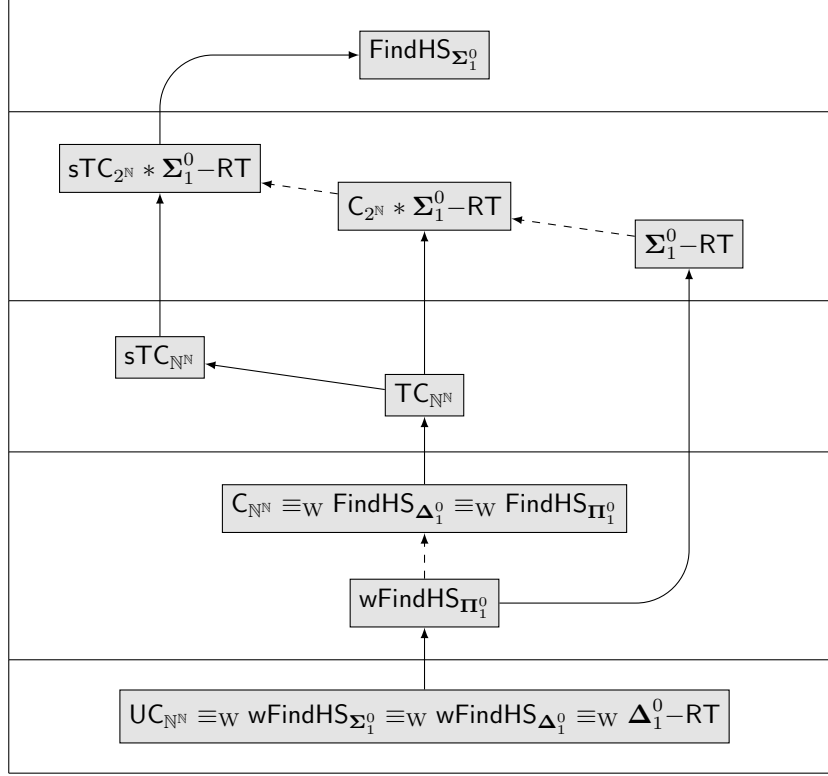 FindHS_{𝚺^0_1}
sTC_{2^ℕ} ∗ 𝚺^0_1−RT
C_{2^ℕ} ∗ 𝚺^0_1−RT
𝚺^0_1−RT
sTC_{ℕ^ℕ}
TC_{ℕ^ℕ}
C_{ℕ^ℕ} ≡_W FindHS_{𝚫^0_1} ≡_W FindHS_{𝚷^0_1}
wFindHS_{𝚷^0_1}
UC_{ℕ^ℕ} ≡_W wFindHS_{𝚺^0_1} ≡_W wFindHS_{𝚫^0_1} ≡_W 𝚫^0_1−RT